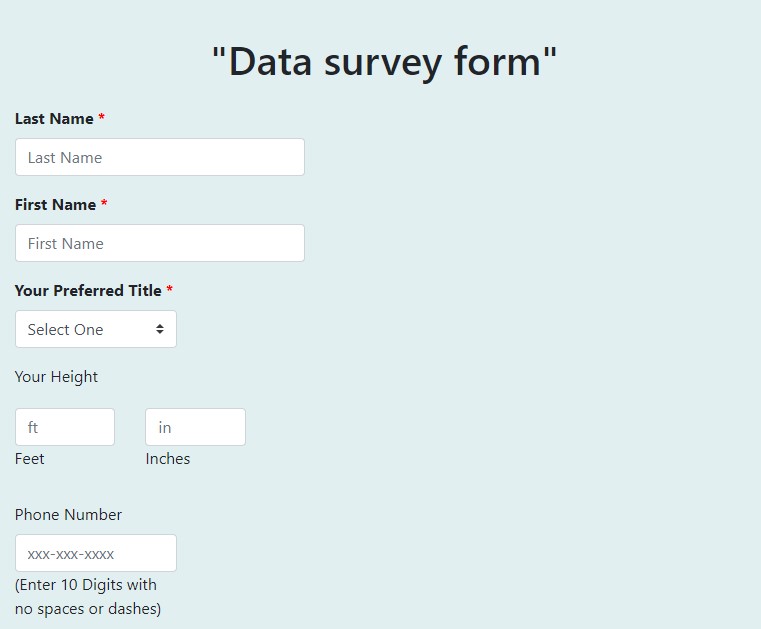 "Data survey form"
Last Name *
Last Name
First Name *
First Name
Your Preferred Title *
Select One
Your Height
ft in
Feet Inches
Phone Number
xxx-xxx-xxxx
(Enter 10 Digits with
no spaces or dashes)